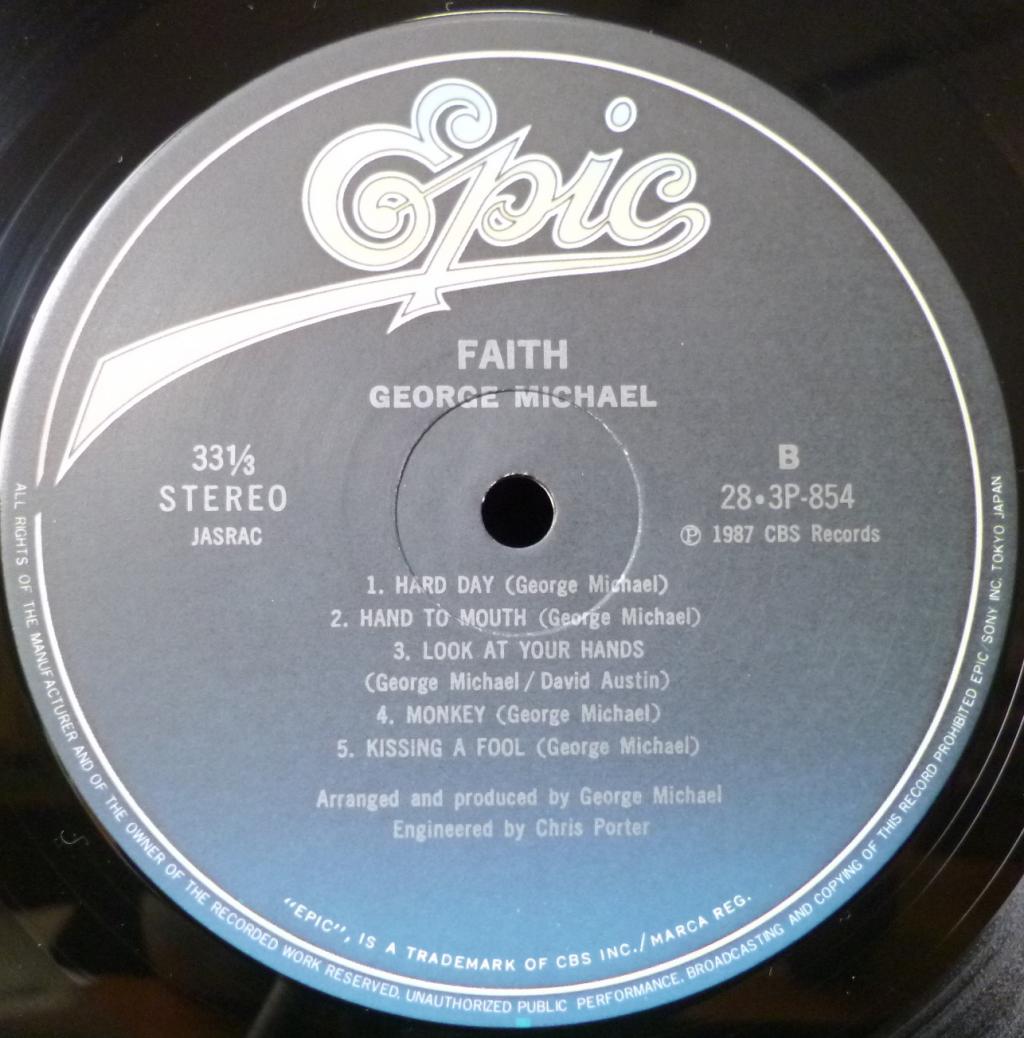 Epic
FAITH
GEORGE MICHAEL
33⅓
STEREO
JASRAC
B
28•3P-854
Ⓟ 1987 CBS Records
1. HARD DAY (George Michael)
2. HAND TO MOUTH (George Michael)
3. LOOK AT YOUR HANDS
(George Michael / David Austin)
4. MONKEY (George Michael)
5. KISSING A FOOL (George Michael)
Arranged and produced by George Michael
Engineered by Chris Porter
"EPIC", IS A TRADEMARK OF CBS INC./MARCA REG.
ALL RIGHTS OF THE MANUFACTURER AND OF THE OWNER OF THE RECORDED WORK RESERVED. UNAUTHORIZED PUBLIC PERFORMANCE, BROADCASTING AND COPYING OF THIS RECORD PROHIBITED EPIC/SONY INC. TOKYO JAPAN